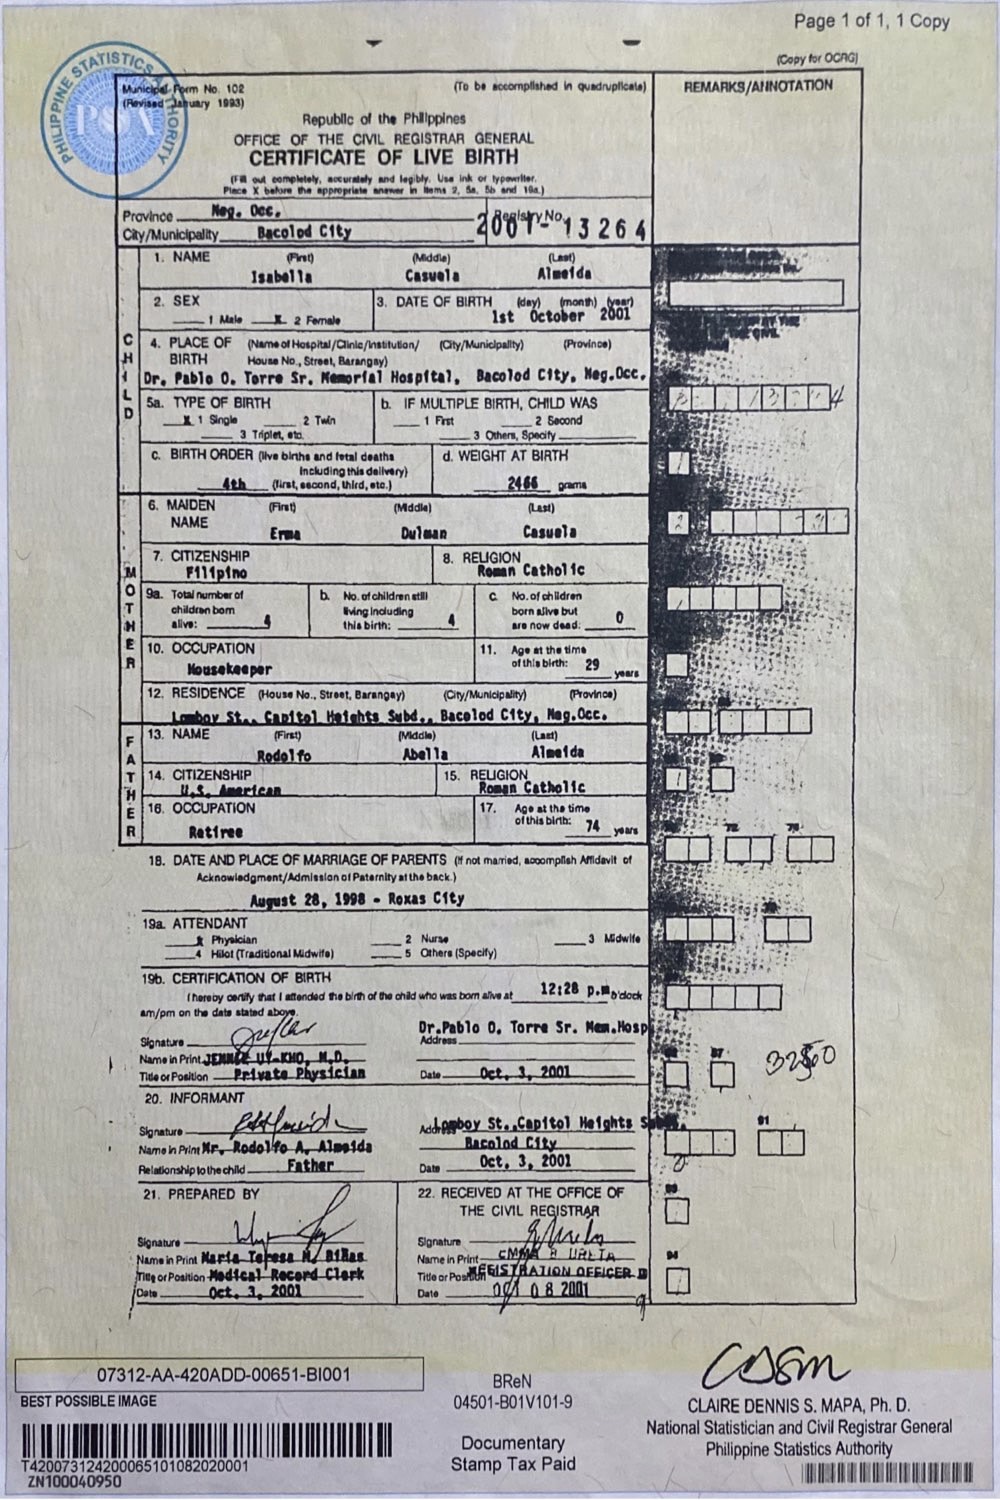 Page 1 of 1, 1 Copy
(Copy for OCRG)
PHILIPPINE STATISTICS AUTHORITY
PSA
Municipal Form No. 102
(Revised January 1993)
(To be accomplished in quadruplicate)
REMARKS/ANNOTATION
Republic of the Philippines
OFFICE OF THE CIVIL REGISTRAR GENERAL
CERTIFICATE OF LIVE BIRTH
(Fill out completely, accurately and legibly. Use ink or typewriter.
Place X before the appropriate answer in items 2, 5a, 5b and 19a.)
Province Neg. Occ.
City/Municipality Bacolod City
Registry No. 2001-13264
CHILD
1. NAME (First) (Middle) (Last)
Isabella Casuela Almeida
2. SEX
1 Male X 2 Female
3. DATE OF BIRTH (day) (month) (year)
1st October 2001
4. PLACE OF BIRTH (Name of Hospital/Clinic/Institution/ House No., Street, Barangay) (City/Municipality) (Province)
Dr. Pablo O. Torre Sr. Memorial Hospital, Bacolod City, Neg.Occ.
5a. TYPE OF BIRTH
X 1 Single 2 Twin
3 Triplet, etc.
b. IF MULTIPLE BIRTH, CHILD WAS
1 First 2 Second
3 Others, Specify
c. BIRTH ORDER (live births and fetal deaths
including this delivery)
4th (first, second, third, etc.)
d. WEIGHT AT BIRTH
2466 grams
MOTHER
6. MAIDEN NAME (First) (Middle) (Last)
Erma Dulman Casuela
7. CITIZENSHIP
Filipino
8. RELIGION
Roman Catholic
9a. Total number of
children born
alive:
b. No. of children still
living including
this birth: 4
c. No. of children
born alive but
are now dead: 0
10. OCCUPATION
Housekeeper
11. Age at the time
of this birth: 29 years
12. RESIDENCE (House No., Street, Barangay) (City/Municipality) (Province)
Lomboy St., Capitol Heights Subd., Bacolod City, Neg.Occ.
FATHER
13. NAME (First) (Middle) (Last)
Rodolfo Abella Almeida
14. CITIZENSHIP
U.S. American
15. RELIGION
Roman Catholic
16. OCCUPATION
Retiree
17. Age at the time
of this birth: 74 years
18. DATE AND PLACE OF MARRIAGE OF PARENTS (If not married, accomplish Affidavit of
Acknowledgment/Admission of Paternity at the back.)
August 28, 1998 - Roxas City
19a. ATTENDANT
X Physician 2 Nurse 3 Midwife
4 Hilot (Traditional Midwife) 5 Others (Specify)
19b. CERTIFICATION OF BIRTH
I hereby certify that I attended the birth of the child who was born alive at 12:28 p.m o'clock
am/pm on the date stated above.
Signature
Name in Print JENNIE UY-KHO, M.D.
Title or Position Private Physician
Dr.Pablo O. Torre Sr. Mem.Hosp
Address
Date Oct. 3, 2001
3250
20. INFORMANT
Signature
Name in Print Mr. Rodolfo A. Almeida
Relationship to the child Father
Address Lomboy St.,Capitol Heights Subd.
Bacolod City
Date Oct. 3, 2001
91
21. PREPARED BY
Signature
Name in Print Maria Teresa M. Biñas
Title or Position Medical Record Clerk
Date Oct. 3, 2001
22. RECEIVED AT THE OFFICE OF
THE CIVIL REGISTRAR
Signature
Name in Print EMMA B URETA
Title or Position REGISTRATION OFFICER II
Date OCT 08 2001
07312-AA-420ADD-00651-BI001
BEST POSSIBLE IMAGE
T420073124200065101082020001
ZN100040950
BReN
04501-B01V101-9
Documentary
Stamp Tax Paid
CLAIRE DENNIS S. MAPA, Ph. D.
National Statistician and Civil Registrar General
Philippine Statistics Authority